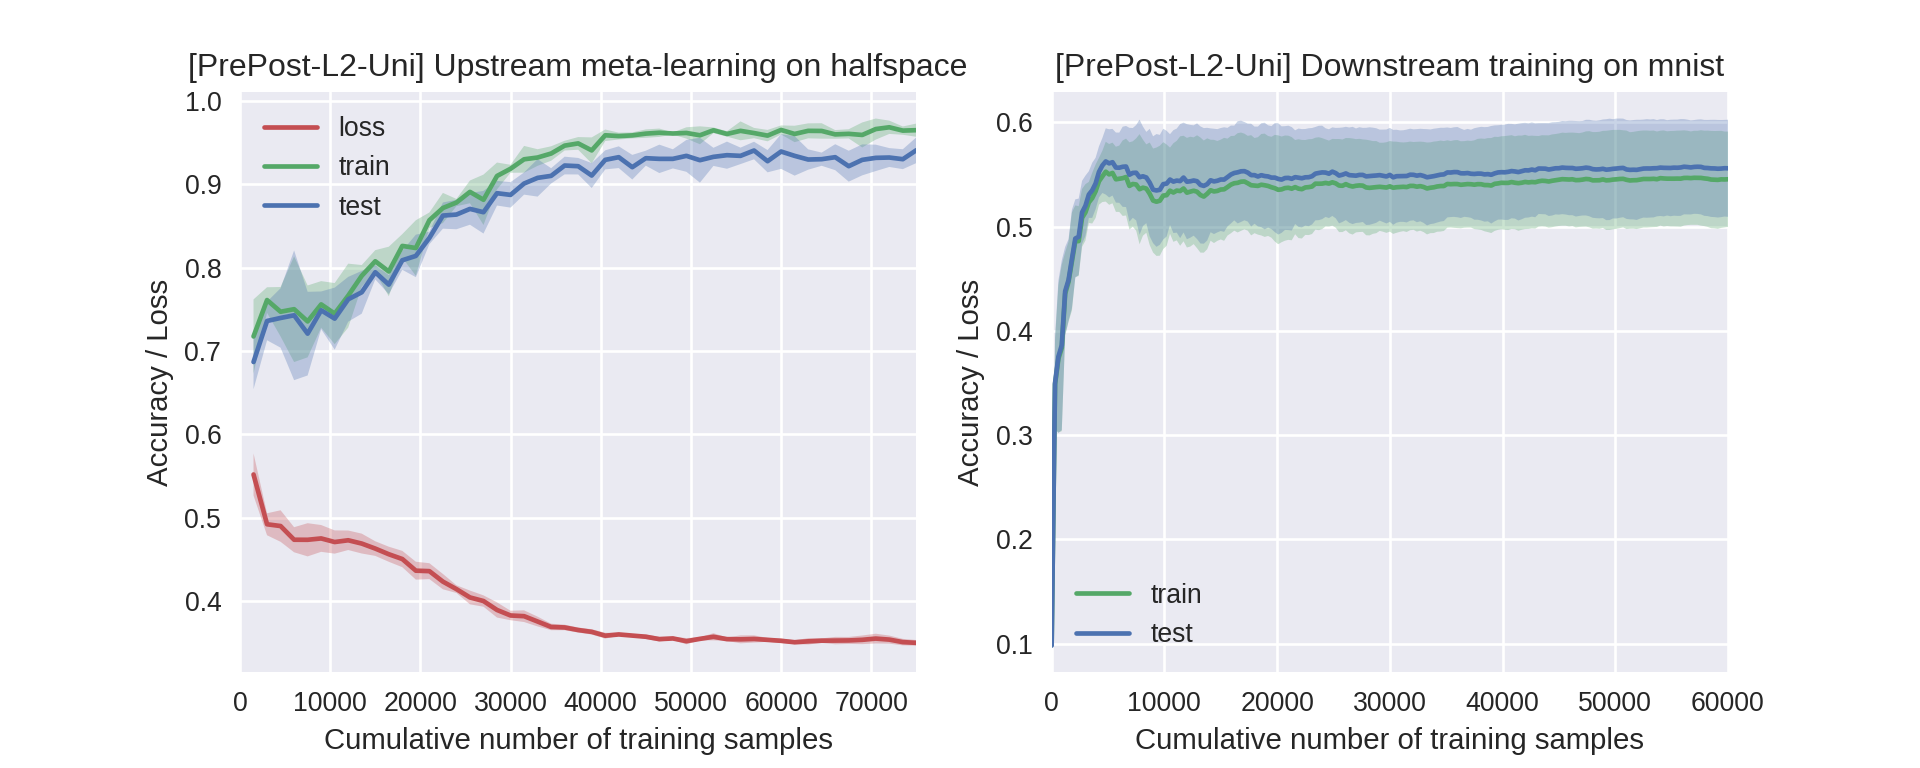 [PrePost-L2-Uni] Upstream meta-learning on halfspace
1.0
0.9
0.8
0.7
0.6
0.5
0.4
Accuracy / Loss
loss
train
test
0 10000 20000 30000 40000 50000 60000 70000
Cumulative number of training samples
[PrePost-L2-Uni] Downstream training on mnist
0.6
0.5
0.4
0.3
0.2
0.1
Accuracy / Loss
train
test
0 10000 20000 30000 40000 50000 60000
Cumulative number of training samples